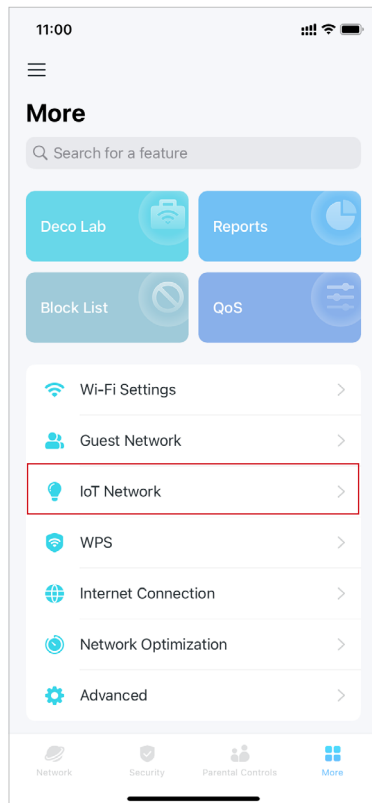 11:00
More
Search for a feature
Deco Lab
Reports
Block List
QoS
Wi-Fi Settings
Guest Network
IoT Network
WPS
Internet Connection
Network Optimization
Advanced
Network Security Parental Controls More